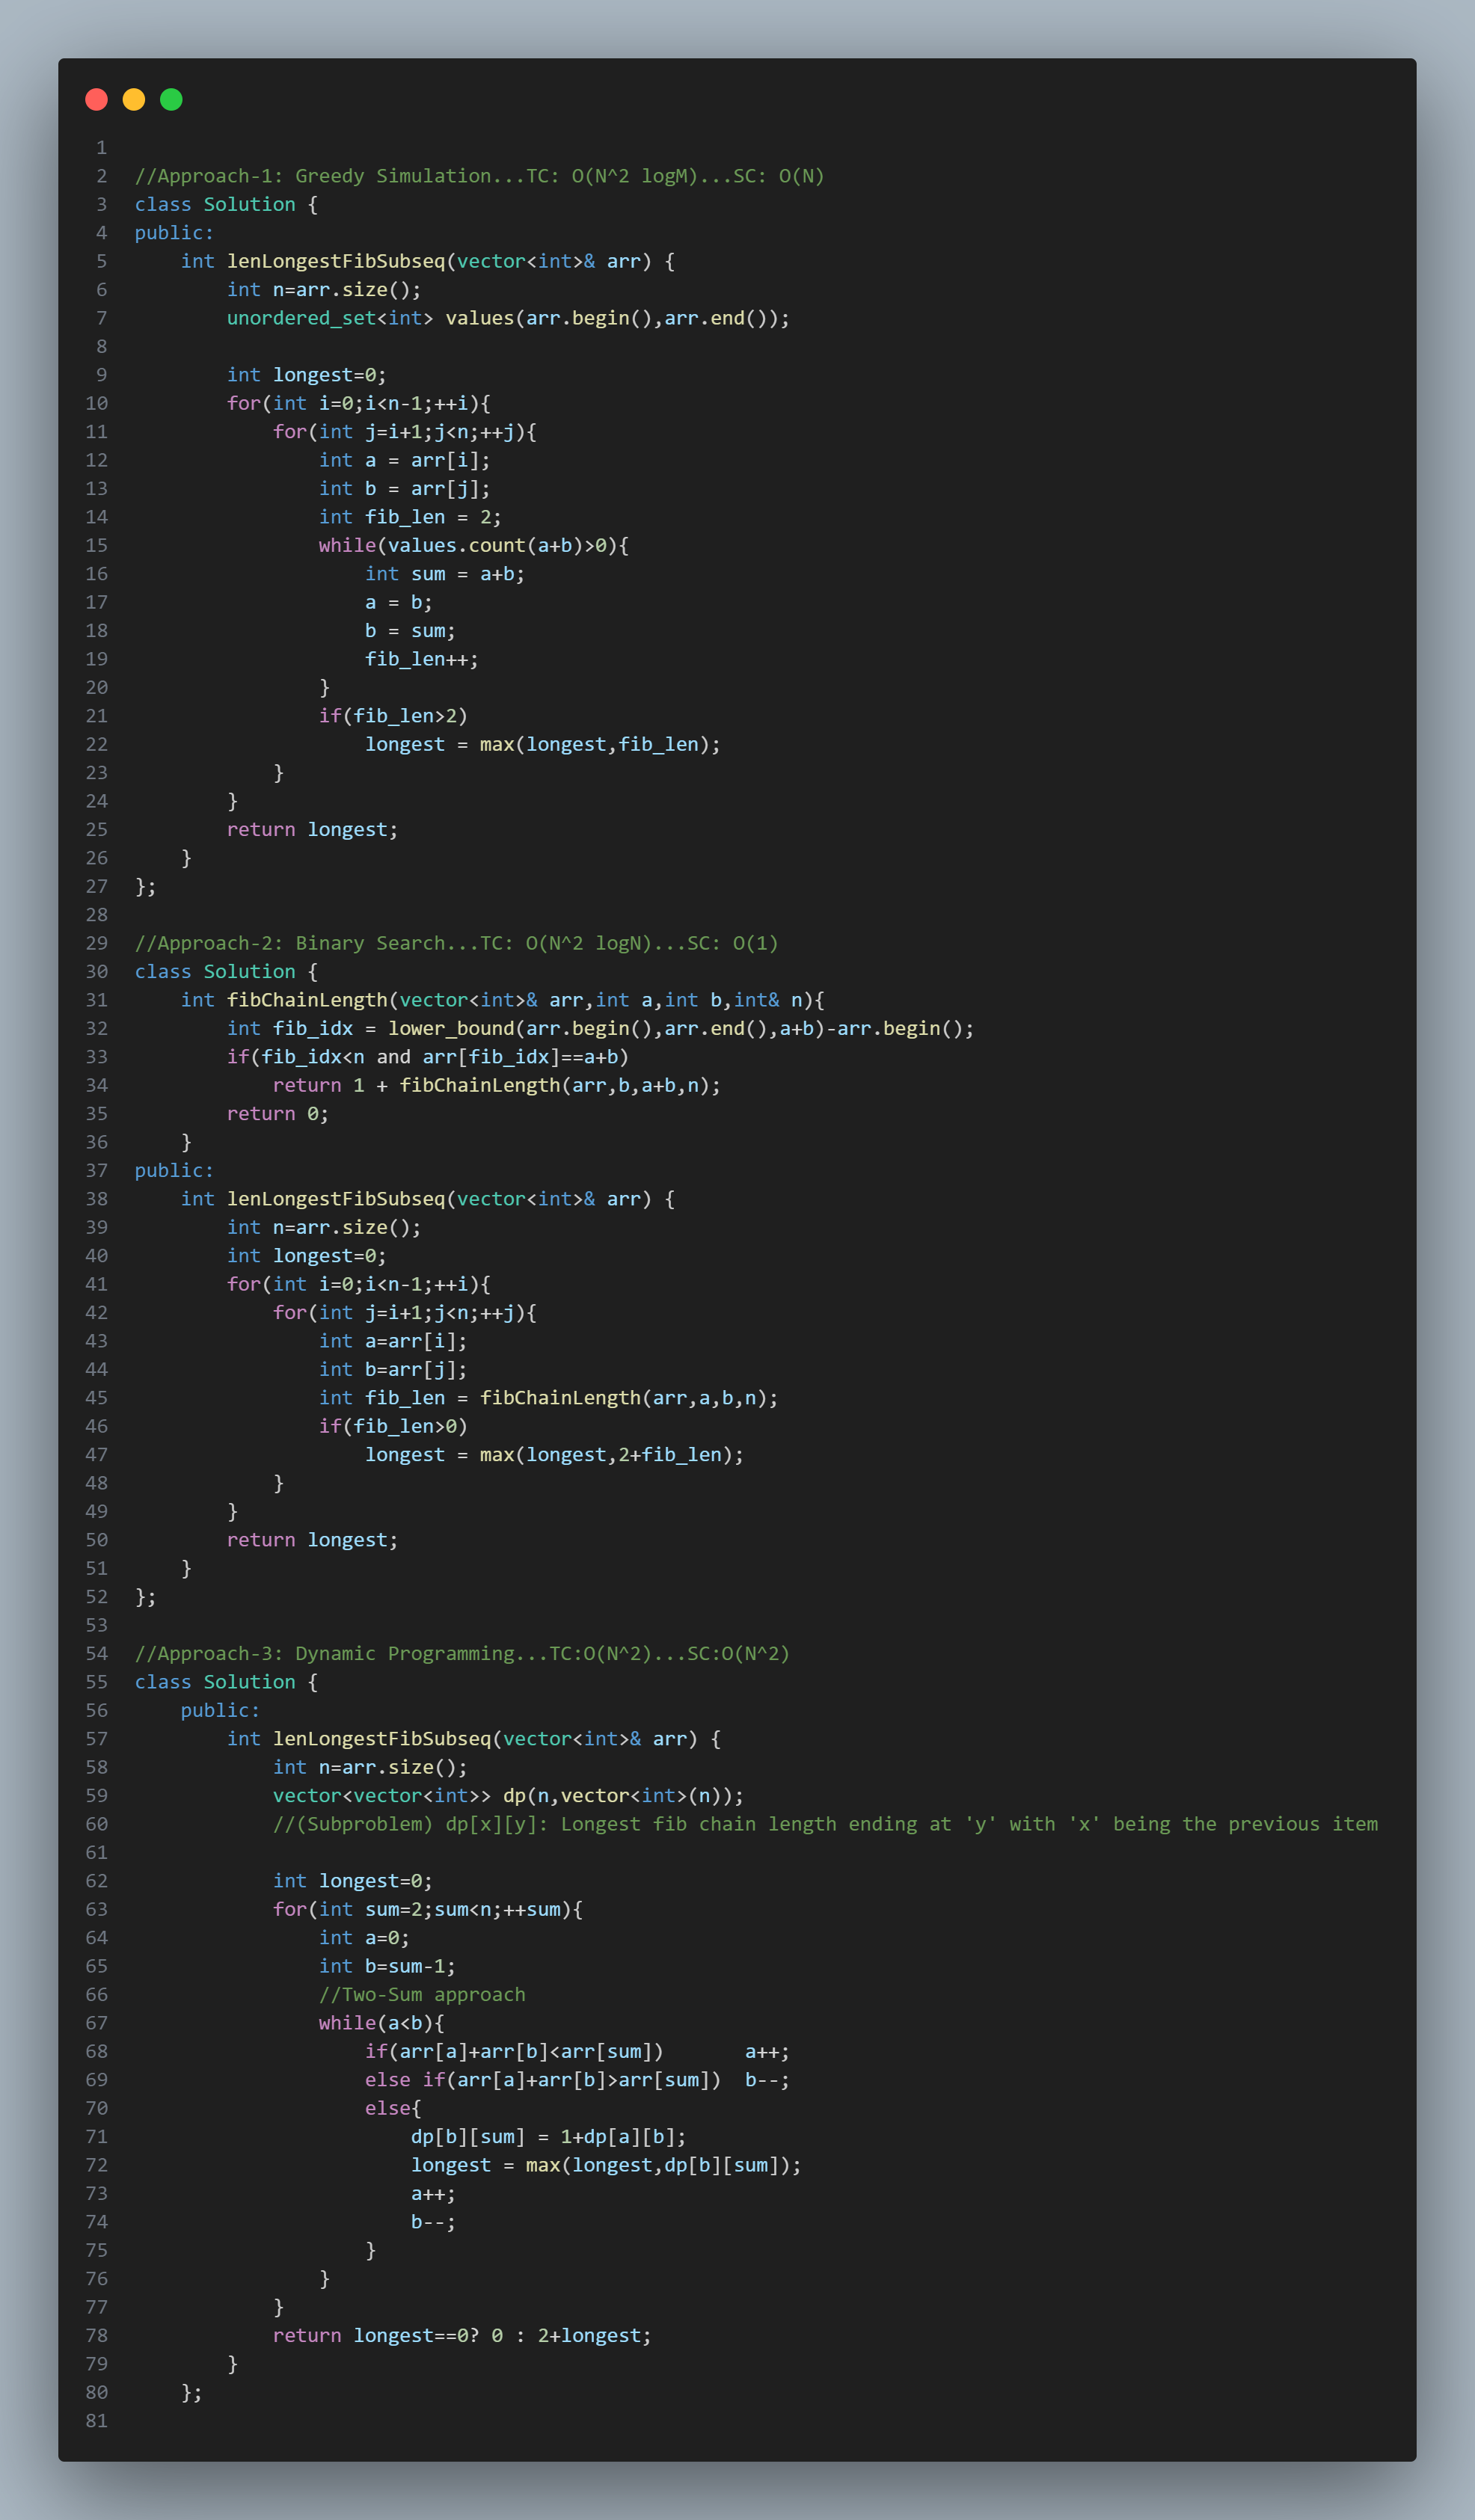 1
2 //Approach-1: Greedy Simulation...TC: O(N^2 logM)...SC: O(N)
3 class Solution {
4 public:
5     int lenLongestFibSubseq(vector<int>& arr) {
6         int n=arr.size();
7         unordered_set<int> values(arr.begin(),arr.end());
8
9         int longest=0;
10         for(int i=0;i<n-1;++i){
11             for(int j=i+1;j<n;++j){
12                 int a = arr[i];
13                 int b = arr[j];
14                 int fib_len = 2;
15                 while(values.count(a+b)>0){
16                     int sum = a+b;
17                     a = b;
18                     b = sum;
19                     fib_len++;
20                 }
21                 if(fib_len>2)
22                     longest = max(longest,fib_len);
23             }
24         }
25         return longest;
26     }
27 };
28
29 //Approach-2: Binary Search...TC: O(N^2 logN)...SC: O(1)
30 class Solution {
31     int fibChainLength(vector<int>& arr,int a,int b,int& n){
32         int fib_idx = lower_bound(arr.begin(),arr.end(),a+b)-arr.begin();
33         if(fib_idx<n and arr[fib_idx]==a+b)
34             return 1 + fibChainLength(arr,b,a+b,n);
35         return 0;
36     }
37 public:
38     int lenLongestFibSubseq(vector<int>& arr) {
39         int n=arr.size();
40         int longest=0;
41         for(int i=0;i<n-1;++i){
42             for(int j=i+1;j<n;++j){
43                 int a=arr[i];
44                 int b=arr[j];
45                 int fib_len = fibChainLength(arr,a,b,n);
46                 if(fib_len>0)
47                     longest = max(longest,2+fib_len);
48             }
49         }
50         return longest;
51     }
52 };
53
54 //Approach-3: Dynamic Programming...TC:O(N^2)...SC:O(N^2)
55 class Solution {
56     public:
57         int lenLongestFibSubseq(vector<int>& arr) {
58             int n=arr.size();
59             vector<vector<int>> dp(n,vector<int>(n));
60             //(Subproblem) dp[x][y]: Longest fib chain length ending at 'y' with 'x' being the previous item
61
62             int longest=0;
63             for(int sum=2;sum<n;++sum){
64                 int a=0;
65                 int b=sum-1;
66                 //Two-Sum approach
67                 while(a<b){
68                     if(arr[a]+arr[b]<arr[sum])       a++;
69                     else if(arr[a]+arr[b]>arr[sum])  b--;
70                     else{
71                         dp[b][sum] = 1+dp[a][b];
72                         longest = max(longest,dp[b][sum]);
73                         a++;
74                         b--;
75                     }
76                 }
77             }
78             return longest==0? 0 : 2+longest;
79         }
80     };
81